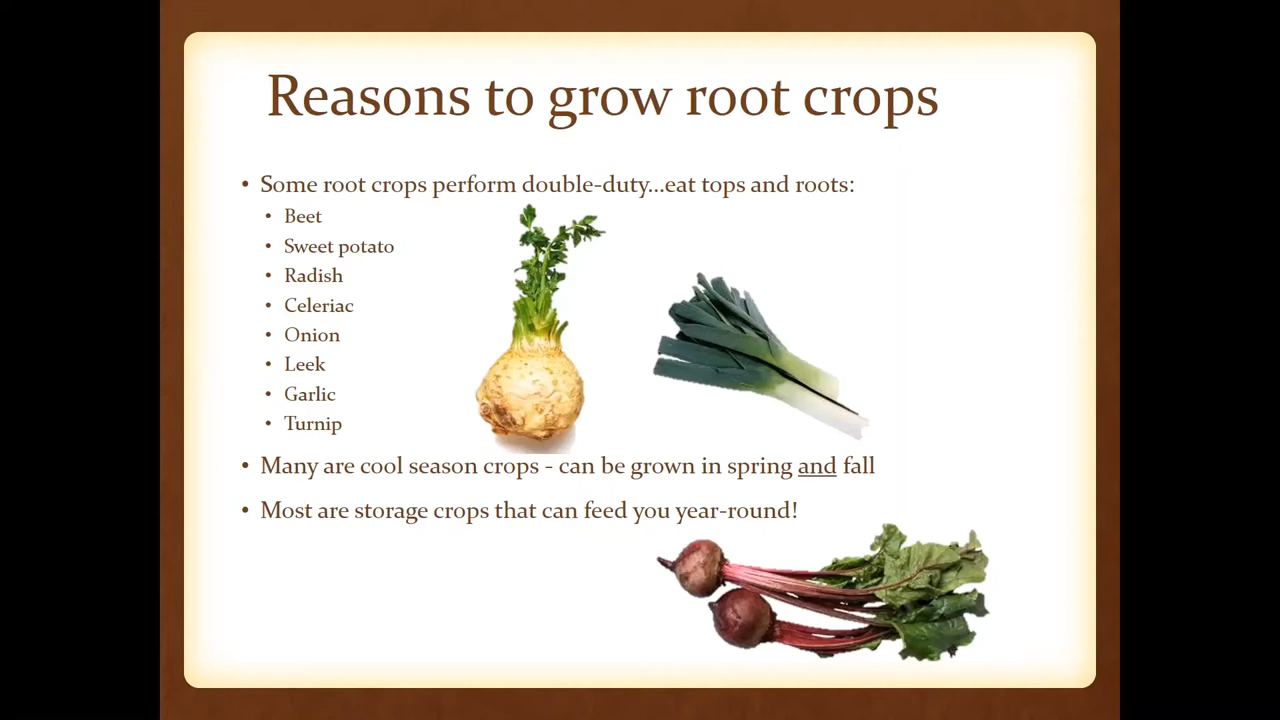 Reasons to grow root crops
• Some root crops perform double-duty...eat tops and roots:
• Beet
• Sweet potato
• Radish
• Celeriac
• Onion
• Leek
• Garlic
• Turnip
• Many are cool season crops - can be grown in spring and fall
• Most are storage crops that can feed you year-round!